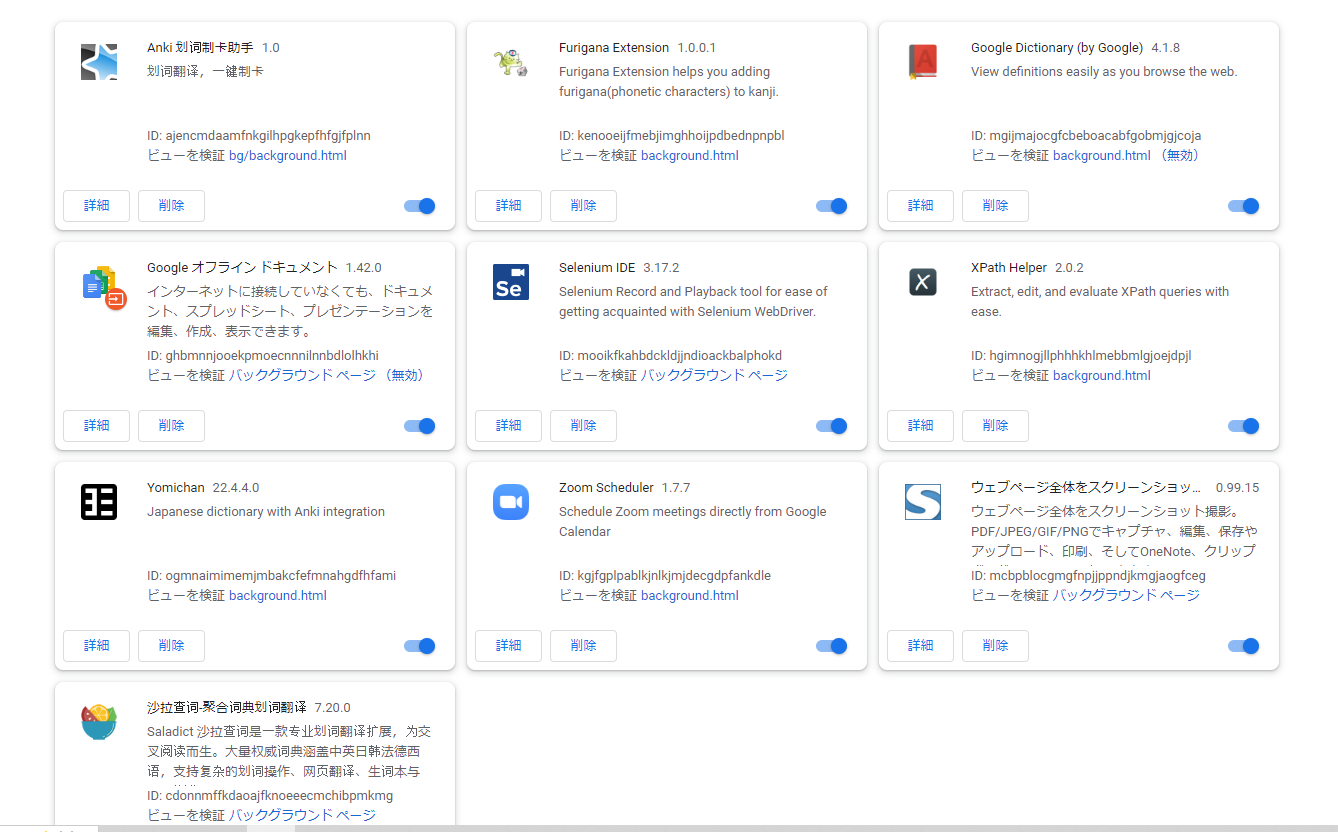 Anki 划词制卡助手 1.0
划词翻译，一键制卡
ID: ajencmdaamfnkgilhpgkepfhfgjfplnn
ビューを検証 bg/background.html
詳細 削除
Furigana Extension 1.0.0.1
Furigana Extension helps you adding
furigana(phonetic characters) to kanji.
ID: kenooeijfmebjimghhoijpdbednpnpbl
ビューを検証 background.html
詳細 削除
Google Dictionary (by Google) 4.1.8
View definitions easily as you browse the web.
ID: mgijmajocgfcbeboacabfgobmjgjcoja
ビューを検証 background.html （無効）
詳細 削除
Google オフライン ドキュメント 1.42.0
インターネットに接続していなくても、ドキュメ
ント、スプレッドシート、プレゼンテーションを
編集、作成、表示できます。
ID: ghbmnnjooekpmoecnnnilnnbdlolhkhi
ビューを検証 バックグラウンド ページ （無効）
詳細 削除
Se
Selenium IDE 3.17.2
Selenium Record and Playback tool for ease of
getting acquainted with Selenium WebDriver.
ID: mooikfkahbdckldjjndioackbalphokd
ビューを検証 バックグラウンド ページ
詳細 削除
XPath Helper 2.0.2
Extract, edit, and evaluate XPath queries with
ease.
ID: hgimnogjllphhhkhlmebbmlgjoejdpjl
ビューを検証 background.html
詳細 削除
Yomichan 22.4.4.0
Japanese dictionary with Anki integration
ID: ogmnaimimemjmbakcfefmnahgdfhfami
ビューを検証 background.html
詳細 削除
Zoom Scheduler 1.7.7
Schedule Zoom meetings directly from Google
Calendar
ID: kgjfgplpablkjnlkjmjdecgdpfankdle
ビューを検証 background.html
詳細 削除
ウェブページ全体をスクリーンショッ... 0.99.15
ウェブページ全体をスクリーンショット撮影。
PDF/JPEG/GIF/PNGでキャプチャ、編集、保存や
アップロード、印刷、そしてOneNote、クリップ
ID: mcbpblocgmgfnpjjppndjkmgjaogfceg
ビューを検証 バックグラウンド ページ
詳細 削除
沙拉查词-聚合词典划词翻译 7.20.0
Saladict 沙拉查词是一款专业划词翻译扩展，为交
叉阅读而生。大量权威词典涵盖中英日韩法德西
语，支持复杂的划词操作、网页翻译、生词本与
ID: cdonnmffkdaoajfknoeeecmchibpmkmg
ビューを検証 バックグラウンド ページ